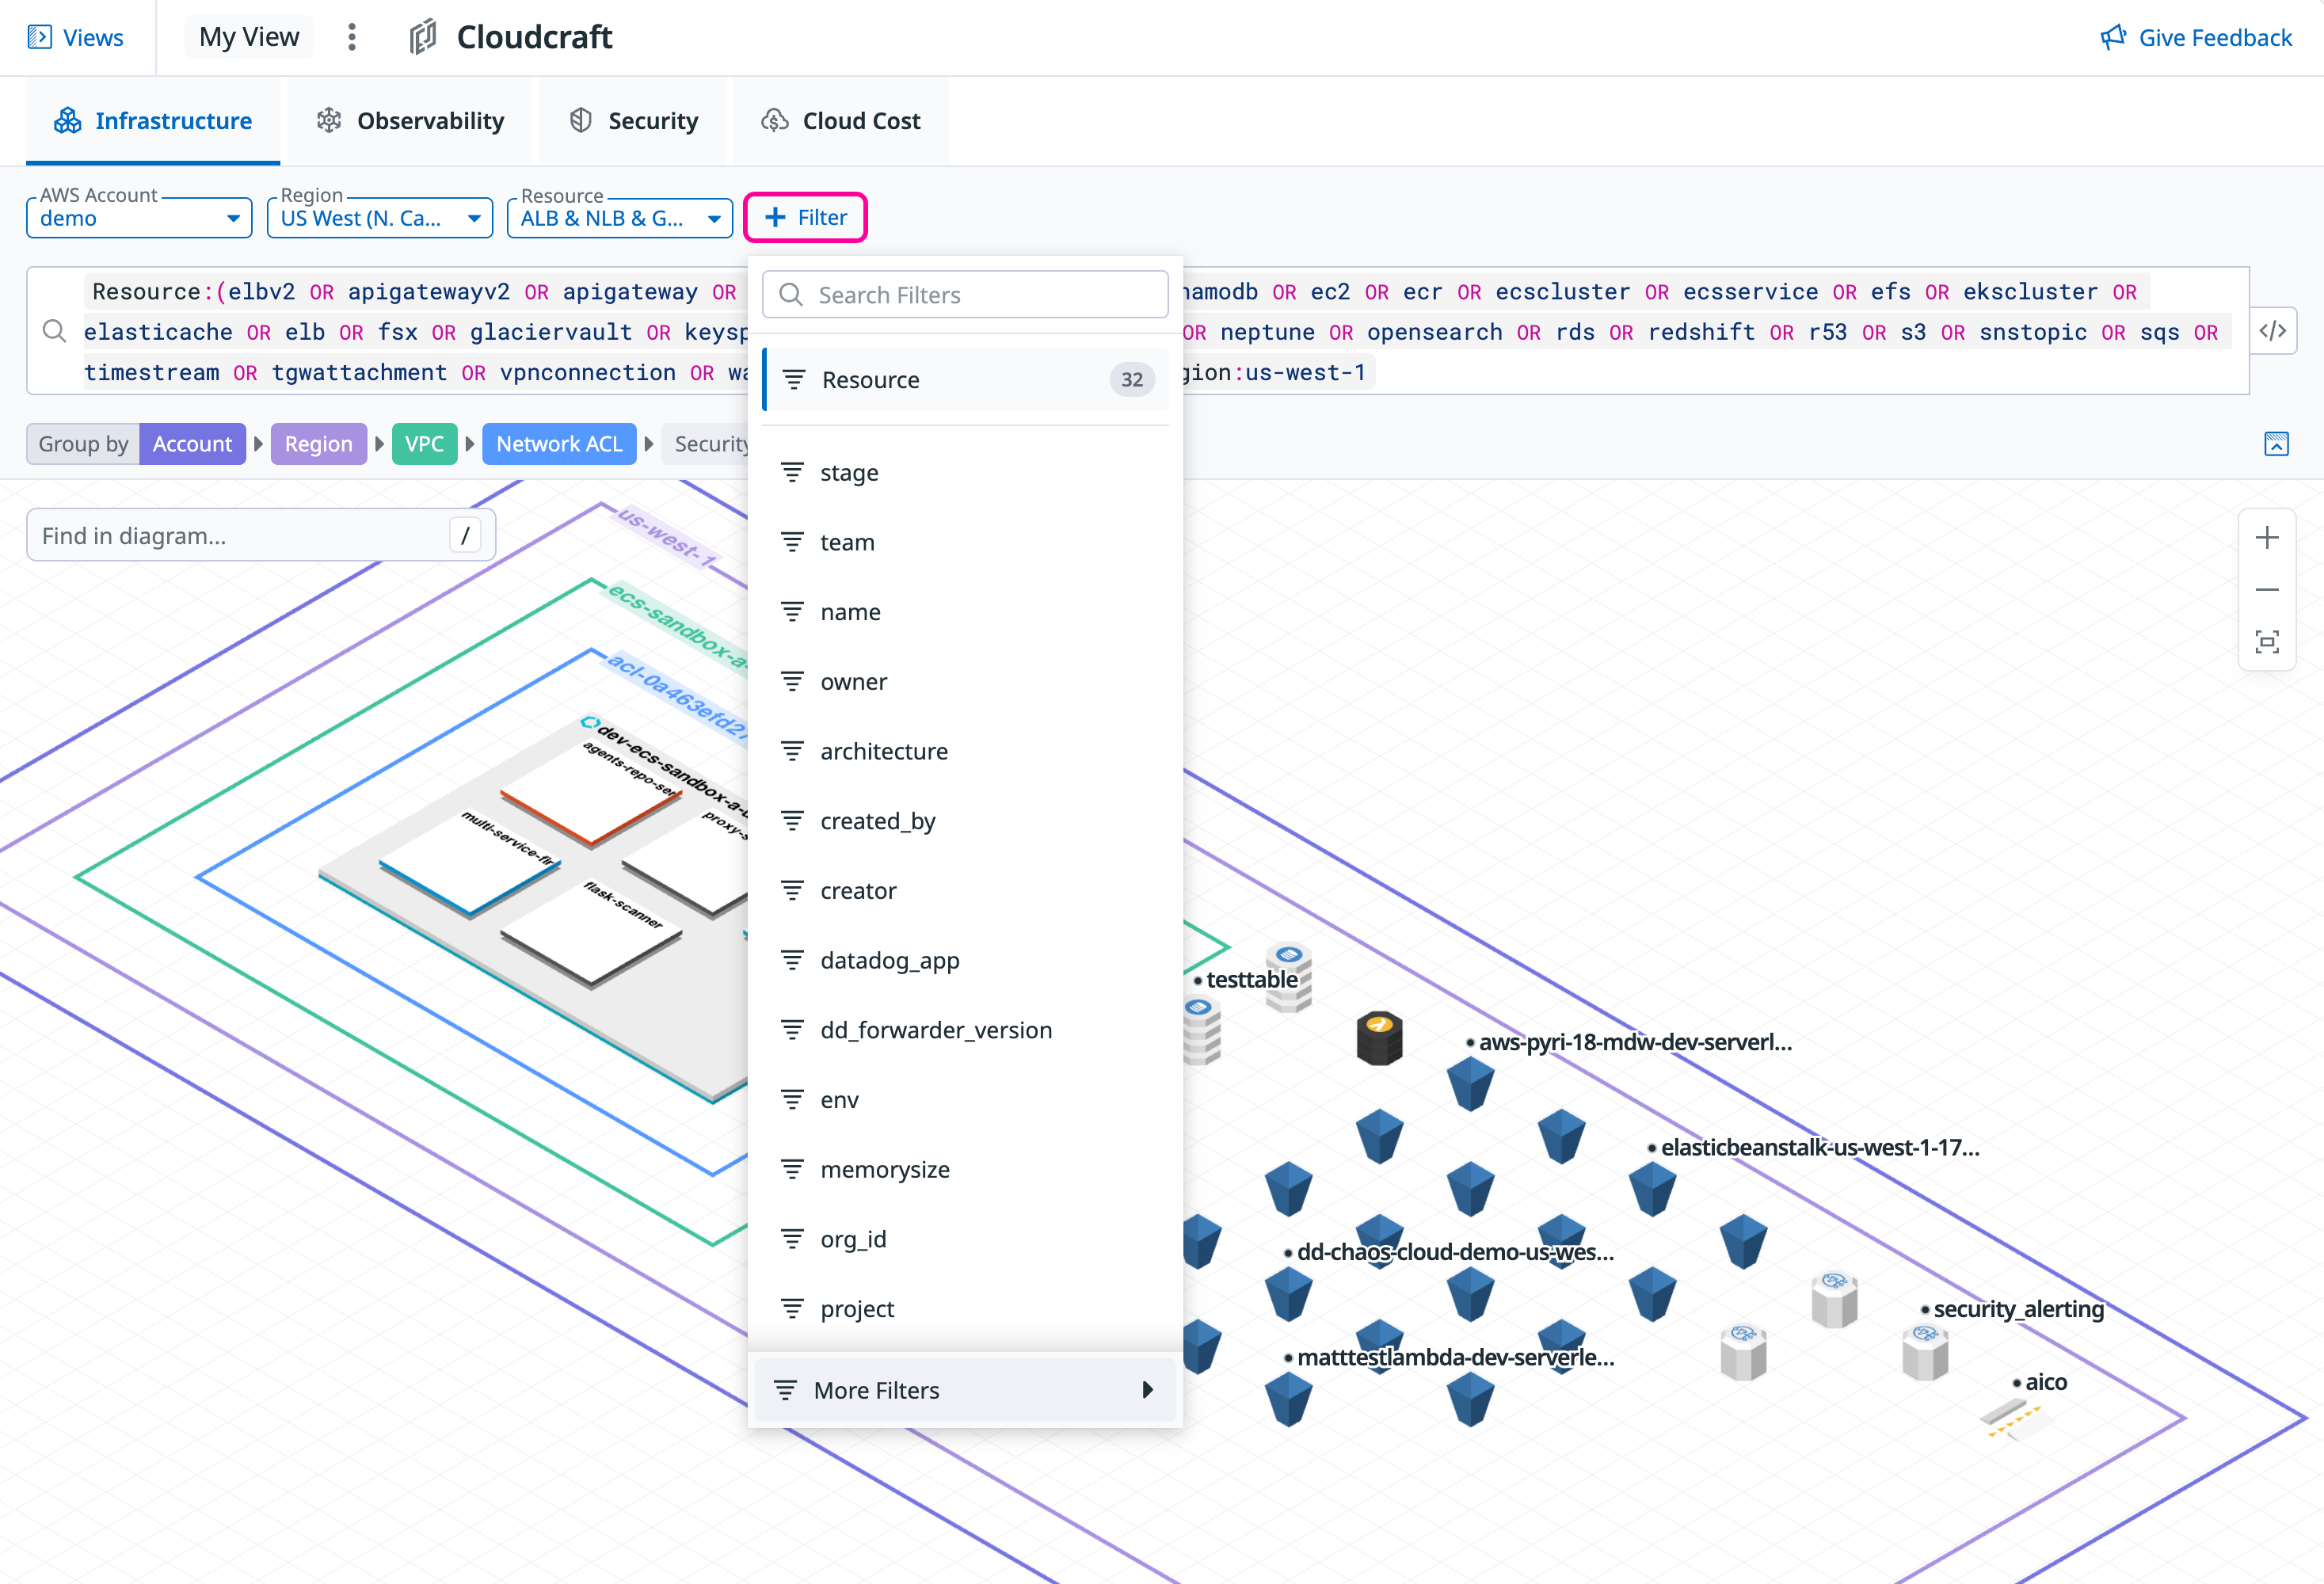 Views
My View
Cloudcraft
Give Feedback
Infrastructure
Observability
Security
Cloud Cost
AWS Account
demo
Region
US West (N. Ca...
Resource
ALB & NLB & G...
+ Filter
Resource:(elbv2 OR apigatewayv2 OR apigateway OR
namodb OR ec2 OR ecr OR ecscluster OR ecsservice OR efs OR ekscluster OR
elasticache OR elb OR fsx OR glaciervault OR keysp
OR neptune OR opensearch OR rds OR redshift OR r53 OR s3 OR snstopic OR sqs OR
timestream OR tgwattachment OR vpnconnection OR wa
gion:us-west-1
</>
Group by
Account
Region
VPC
Network ACL
Security
Find in diagram...
/
Search Filters
Resource
32
stage
team
name
owner
architecture
created_by
creator
datadog_app
dd_forwarder_version
env
memorysize
org_id
project
More Filters
us-west-1
ecs-sandbox-a-
acl-0a463efd27
dev-ecs-sandbox-a-
agents-repo-ser
multi-service-fir
proxy-s
flask-scanner
testtable
aws-pyri-18-mdw-dev-serverl...
elasticbeanstalk-us-west-1-17...
dd-chaos-cloud-demo-us-wes...
security_alerting
matttestlambda-dev-serverle...
aico